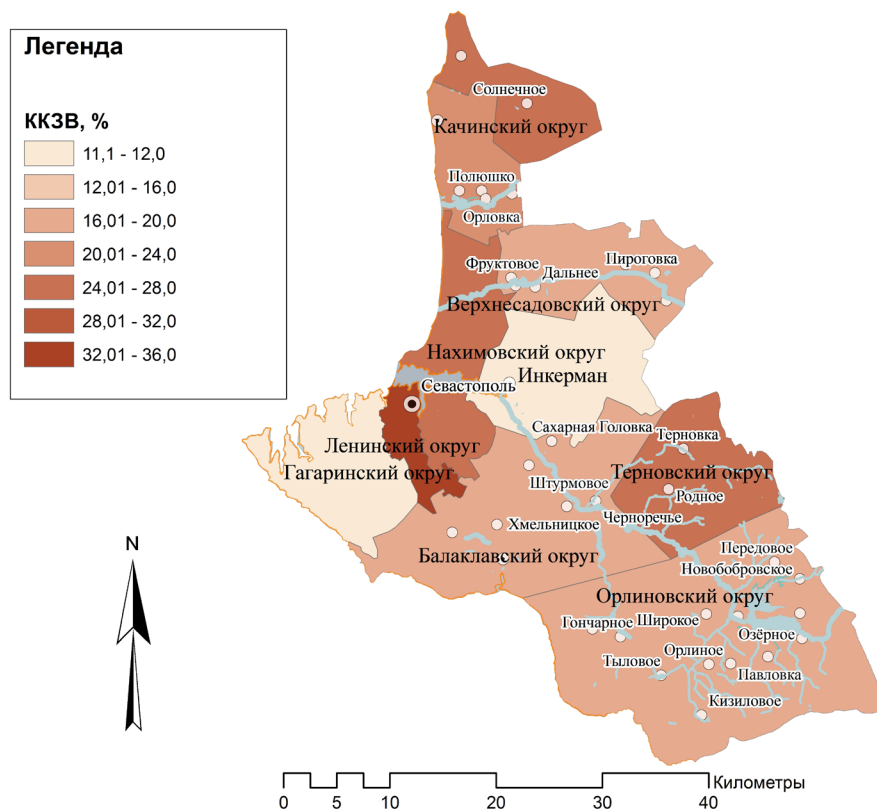 Легенда
ККЗВ, %
11,1 - 12,0
12,01 - 16,0
16,01 - 20,0
20,01 - 24,0
24,01 - 28,0
28,01 - 32,0
32,01 - 36,0
Солнечное
Качинский округ
Полюшко
Орловка
Фруктовое
Дальнее
Пироговка
Верхнесадовский округ
Нахимовский округ
Инкерман
Севастополь
Сахарная Головка
Терновка
Ленинский округ
Гагаринский округ
Терновский округ
Штурмовое
Родное
Хмельницкое
Черноречье
Передовое
Балаклавский округ
Новобобровское
Орлиновский округ
Гончарное
Широкое
Озёрное
Орлиное
Тыловое
Павловка
Кизиловое
N
Километры
0 5 10 20 30 40